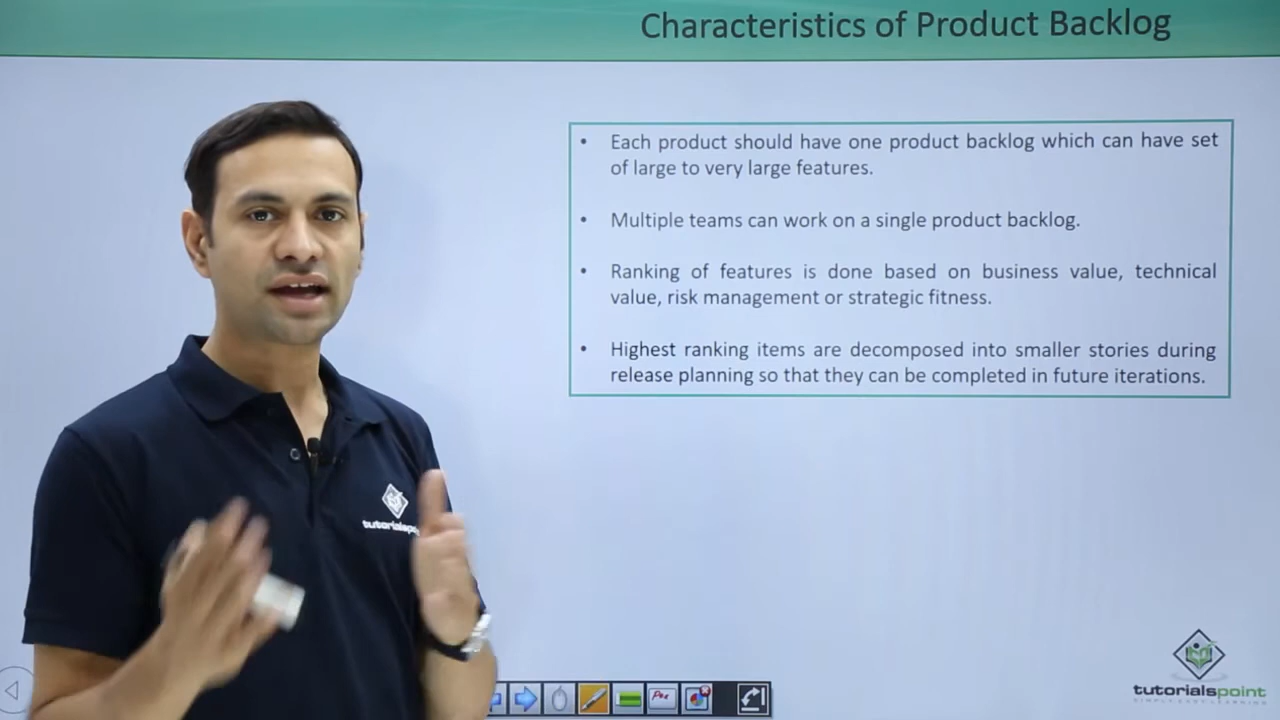 Characteristics of Product Backlog
• Each product should have one product backlog which can have set
of large to very large features.
• Multiple teams can work on a single product backlog.
• Ranking of features is done based on business value, technical
value, risk management or strategic fitness.
• Highest ranking items are decomposed into smaller stories during
release planning so that they can be completed in future iterations.
tutorialspoint
SIMPLY EASY LEARNING